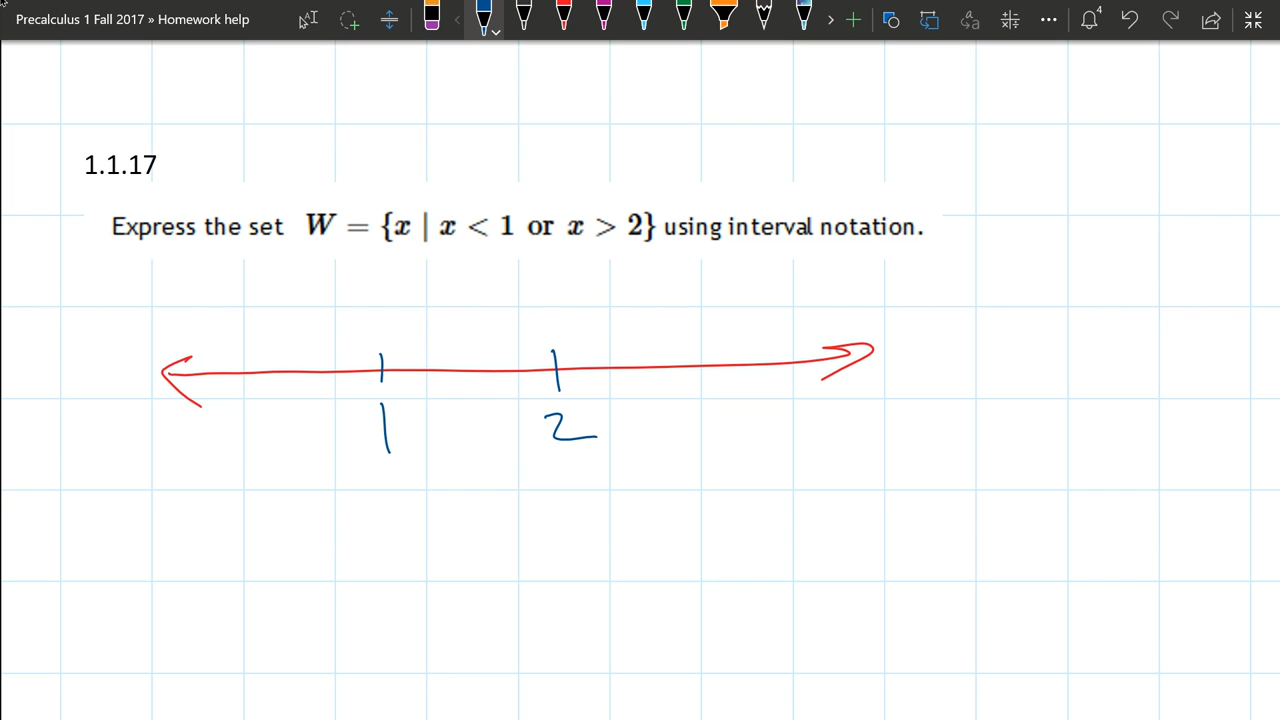 Precalculus 1 Fall 2017 » Homework help
4
1.1.17
Express the set W = {x | x < 1 or x > 2} using interval notation.
1 2